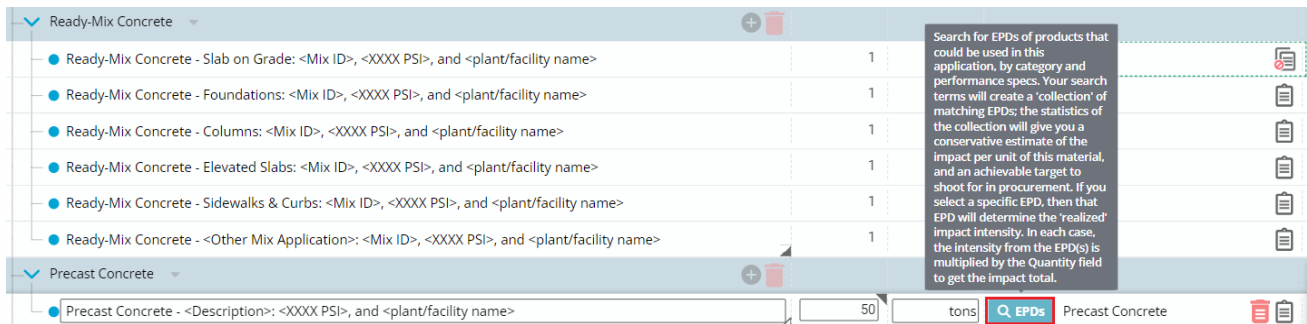 Ready-Mix Concrete
Ready-Mix Concrete - Slab on Grade: <Mix ID>, <XXXX PSI>, and <plant/facility name> 1
Ready-Mix Concrete - Foundations: <Mix ID>, <XXXX PSI>, and <plant/facility name> 1
Ready-Mix Concrete - Columns: <Mix ID>, <XXXX PSI>, and <plant/facility name> 1
Ready-Mix Concrete - Elevated Slabs: <Mix ID>, <XXXX PSI>, and <plant/facility name> 1
Ready-Mix Concrete - Sidewalks & Curbs: <Mix ID>, <XXXX PSI>, and <plant/facility name> 1
Ready-Mix Concrete - <Other Mix Application>: <Mix ID>, <XXXX PSI>, and <plant/facility name> 1
Search for EPDs of products that
could be used in this
application, by category and
performance specs. Your search
terms will create a 'collection' of
matching EPDs; the statistics of
the collection will give you a
conservative estimate of the
impact per unit of this material,
and an achievable target to
shoot for in procurement. If you
select a specific EPD, then that
EPD will determine the 'realized'
impact intensity. In each case,
the intensity from the EPD(s) is
multiplied by the Quantity field
to get the impact total.
Precast Concrete
Precast Concrete - <Description>: <XXXX PSI>, and <plant/facility name> 50 tons EPDs Precast Concrete